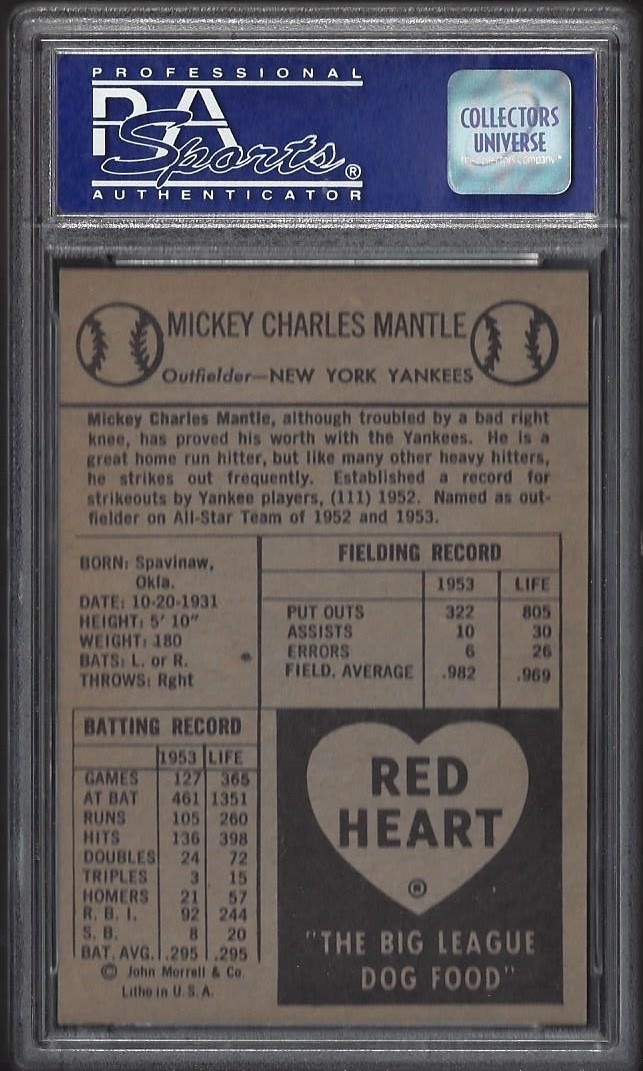 PROFESSIONAL
PSA
Sports®
AUTHENTICATOR
COLLECTORS
UNIVERSE
The Collectors Company™
MICKEY CHARLES MANTLE
Outfielder—NEW YORK YANKEES
Mickey Charles Mantle, although troubled by a bad right
knee, has proved his worth with the Yankees. He is a
great home run hitter, but like many other heavy hitters,
he strikes out frequently. Established a record for
strikeouts by Yankee players, (111) 1952. Named as out-
fielder on All-Star Team of 1952 and 1953.
BORN: Spavinaw,
Okla.
DATE: 10-20-1931
HEIGHT: 5' 10"
WEIGHT: 180
BATS: L. or R.
THROWS: Rght
FIELDING RECORD
1953 LIFE
PUT OUTS 322 805
ASSISTS 10 30
ERRORS 6 26
FIELD. AVERAGE .982 .969
BATTING RECORD
1953 LIFE
GAMES 127 365
AT BAT 461 1351
RUNS 105 260
HITS 136 398
DOUBLES 24 72
TRIPLES 3 15
HOMERS 21 57
R. B. I. 92 244
S. B. 8 20
BAT. AVG. .295 .295
© John Morrell & Co.
Litho in U. S. A.
RED
HEART
®
"THE BIG LEAGUE
DOG FOOD"